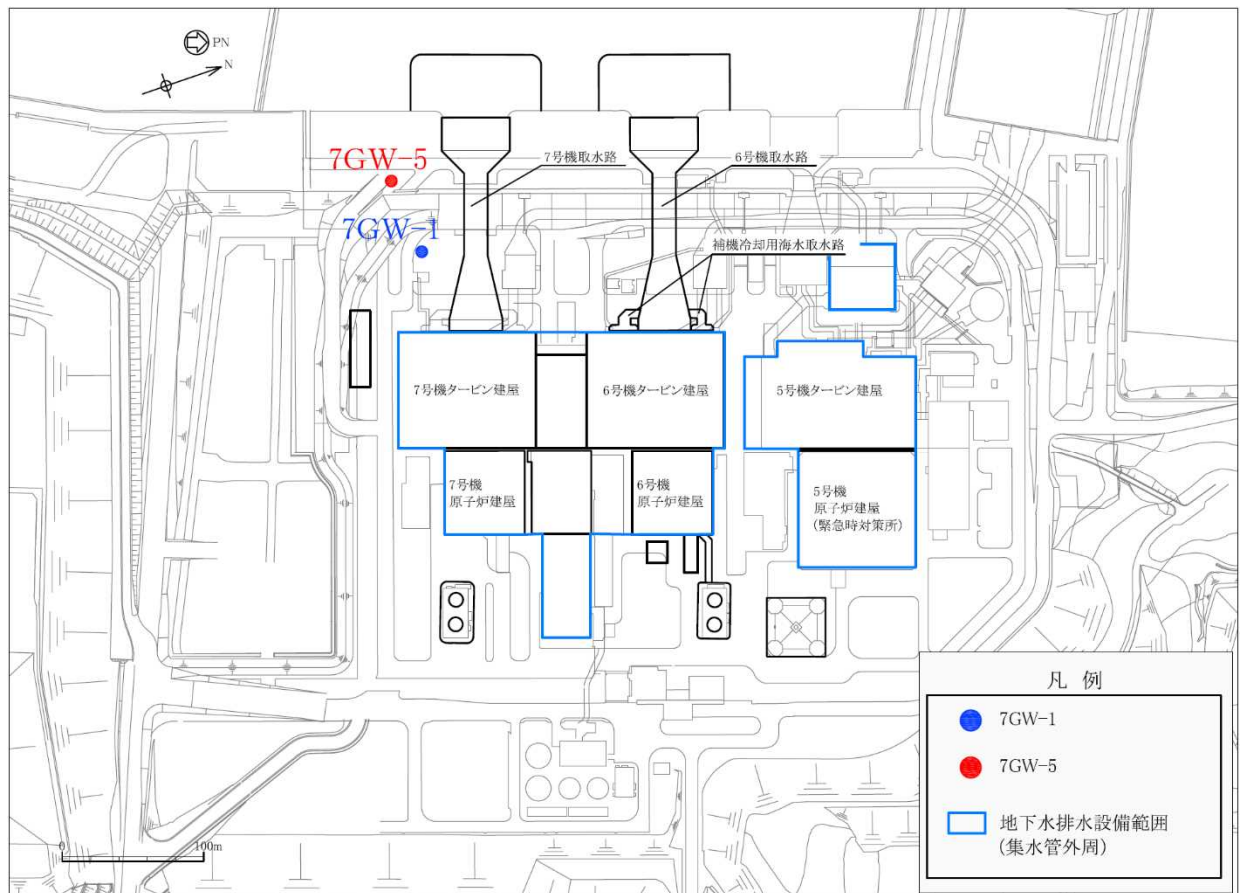 PN
N
7GW-5
7GW-1
7号機取水路
6号機取水路
補機冷却用海水取水路
7号機タービン建屋
6号機タービン建屋
5号機タービン建屋
7号機
原子炉建屋
6号機
原子炉建屋
5号機
原子炉建屋
(緊急時対策所)
0
100m
凡 例
7GW-1
7GW-5
地下水排水設備範囲
(集水管外周)